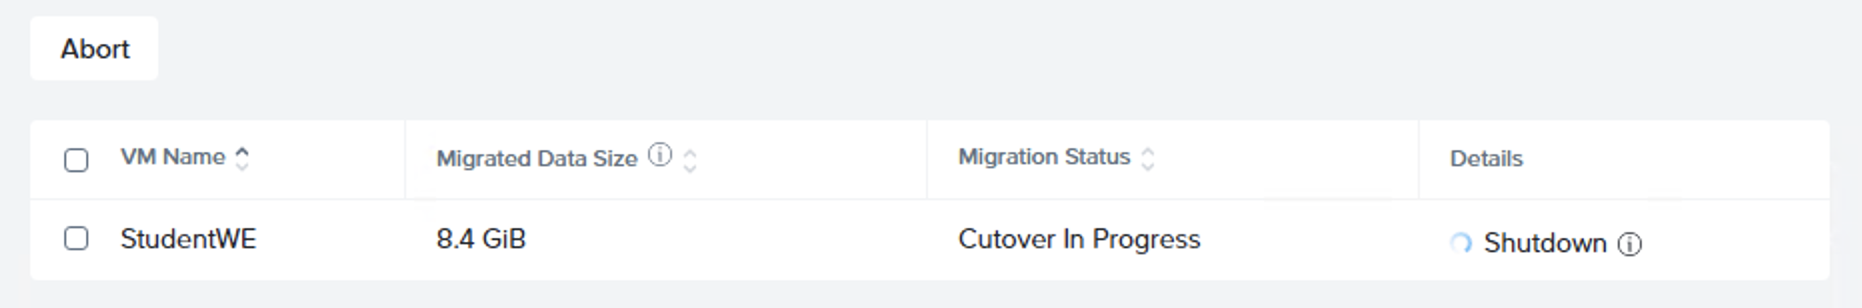 Abort
VM Name Migrated Data Size Migration Status Details
StudentWE 8.4 GiB Cutover In Progress Shutdown